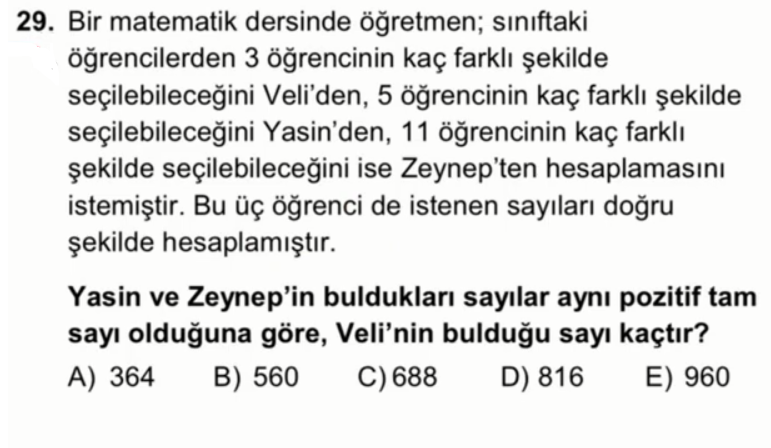 29. Bir matematik dersinde öğretmen; sınıftaki
öğrencilerden 3 öğrencinin kaç farklı şekilde
seçilebileceğini Veli'den, 5 öğrencinin kaç farklı şekilde
seçilebileceğini Yasin'den, 11 öğrencinin kaç farklı
şekilde seçilebileceğini ise Zeynep'ten hesaplamasını
istemiştir. Bu üç öğrenci de istenen sayıları doğru
şekilde hesaplamıştır.
Yasin ve Zeynep'in buldukları sayılar aynı pozitif tam
sayı olduğuna göre, Veli'nin bulduğu sayı kaçtır?
A) 364 B) 560 C) 688 D) 816 E) 960